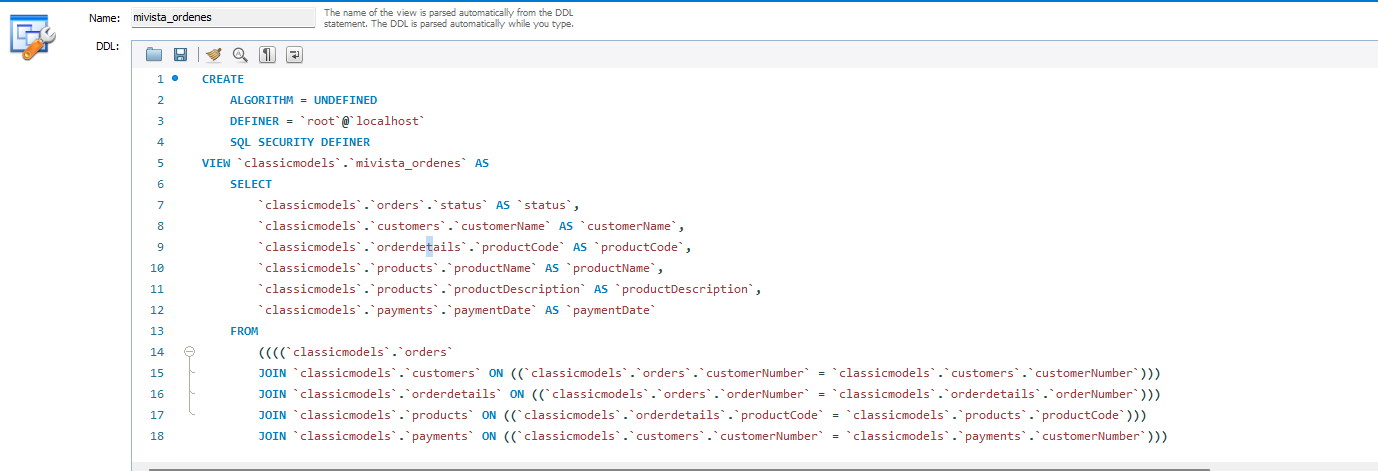 Name: mivista_ordenes The name of the view is parsed automatically from the DDL
statement. The DDL is parsed automatically while you type.
DDL:
1 CREATE
2 ALGORITHM = UNDEFINED
3 DEFINER = `root`@`localhost`
4 SQL SECURITY DEFINER
5 VIEW `classicmodels`.`mivista_ordenes` AS
6 SELECT
7 `classicmodels`.`orders`.`status` AS `status`,
8 `classicmodels`.`customers`.`customerName` AS `customerName`,
9 `classicmodels`.`orderdetails`.`productCode` AS `productCode`,
10 `classicmodels`.`products`.`productName` AS `productName`,
11 `classicmodels`.`products`.`productDescription` AS `productDescription`,
12 `classicmodels`.`payments`.`paymentDate` AS `paymentDate`
13 FROM
14 ((((`classicmodels`.`orders`
15 JOIN `classicmodels`.`customers` ON ((`classicmodels`.`orders`.`customerNumber` = `classicmodels`.`customers`.`customerNumber`)))
16 JOIN `classicmodels`.`orderdetails` ON ((`classicmodels`.`orders`.`orderNumber` = `classicmodels`.`orderdetails`.`orderNumber`)))
17 JOIN `classicmodels`.`products` ON ((`classicmodels`.`orderdetails`.`productCode` = `classicmodels`.`products`.`productCode`)))
18 JOIN `classicmodels`.`payments` ON ((`classicmodels`.`customers`.`customerNumber` = `classicmodels`.`payments`.`customerNumber`)))